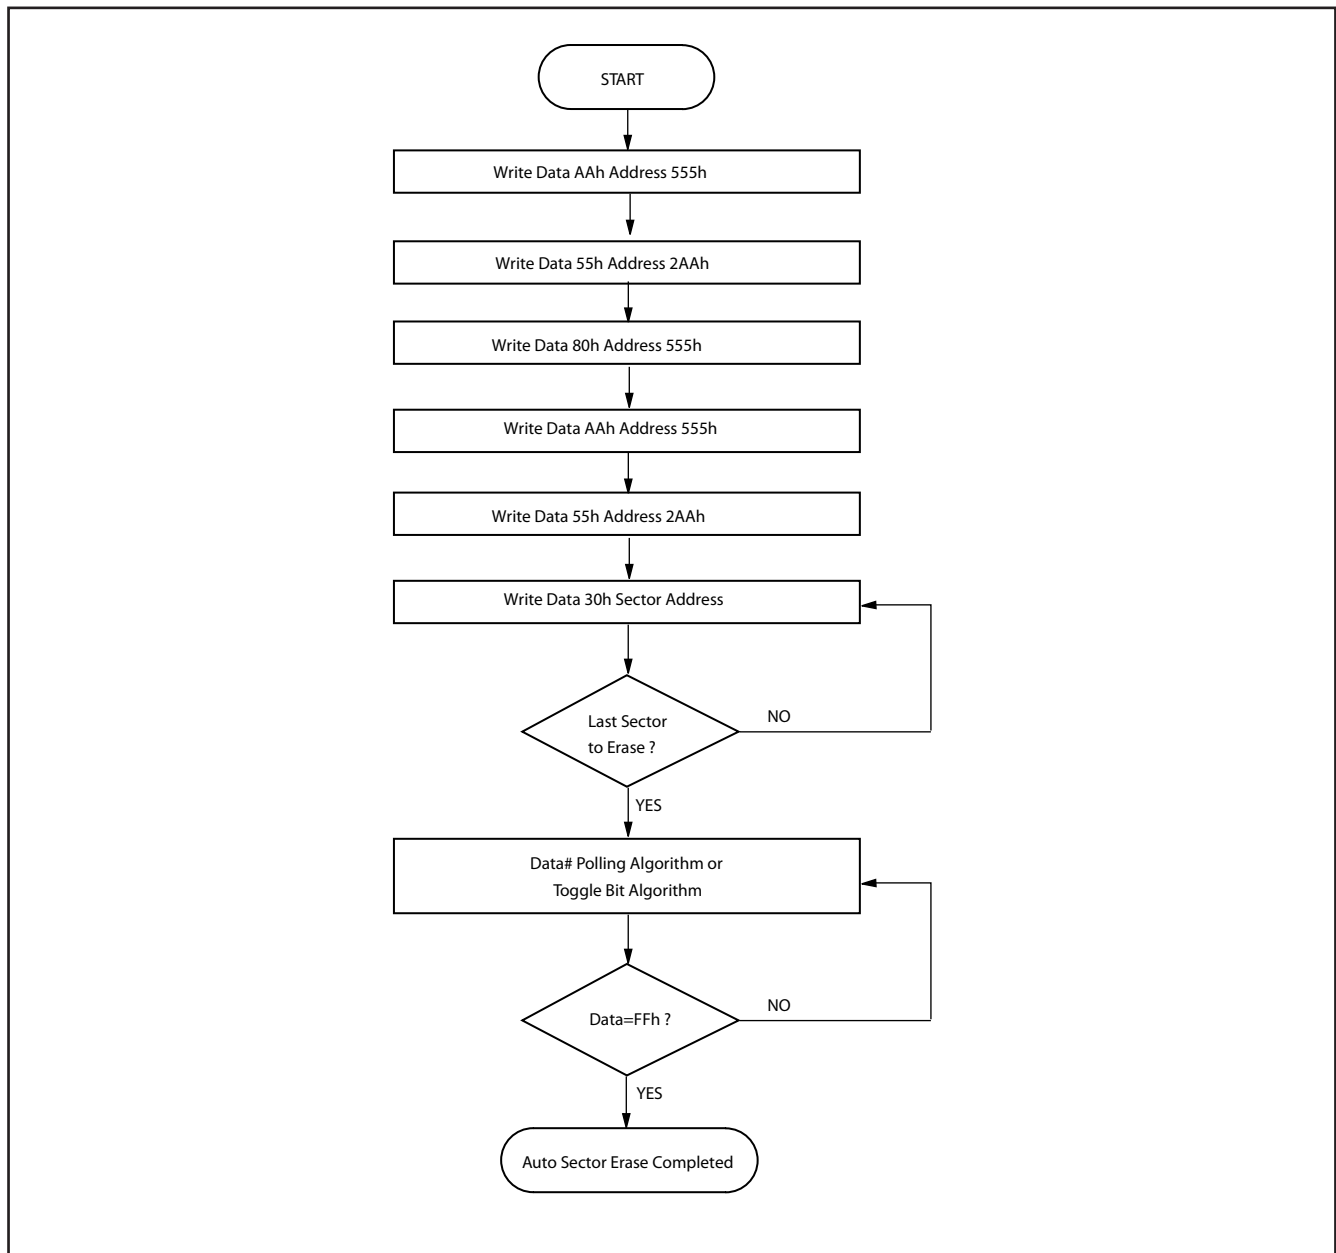 START
Write Data AAh Address 555h
Write Data 55h Address 2AAh
Write Data 80h Address 555h
Write Data AAh Address 555h
Write Data 55h Address 2AAh
Write Data 30h Sector Address
Last Sector
to Erase ?
NO
YES
Data# Polling Algorithm or
Toggle Bit Algorithm
Data=FFh ?
NO
YES
Auto Sector Erase Completed